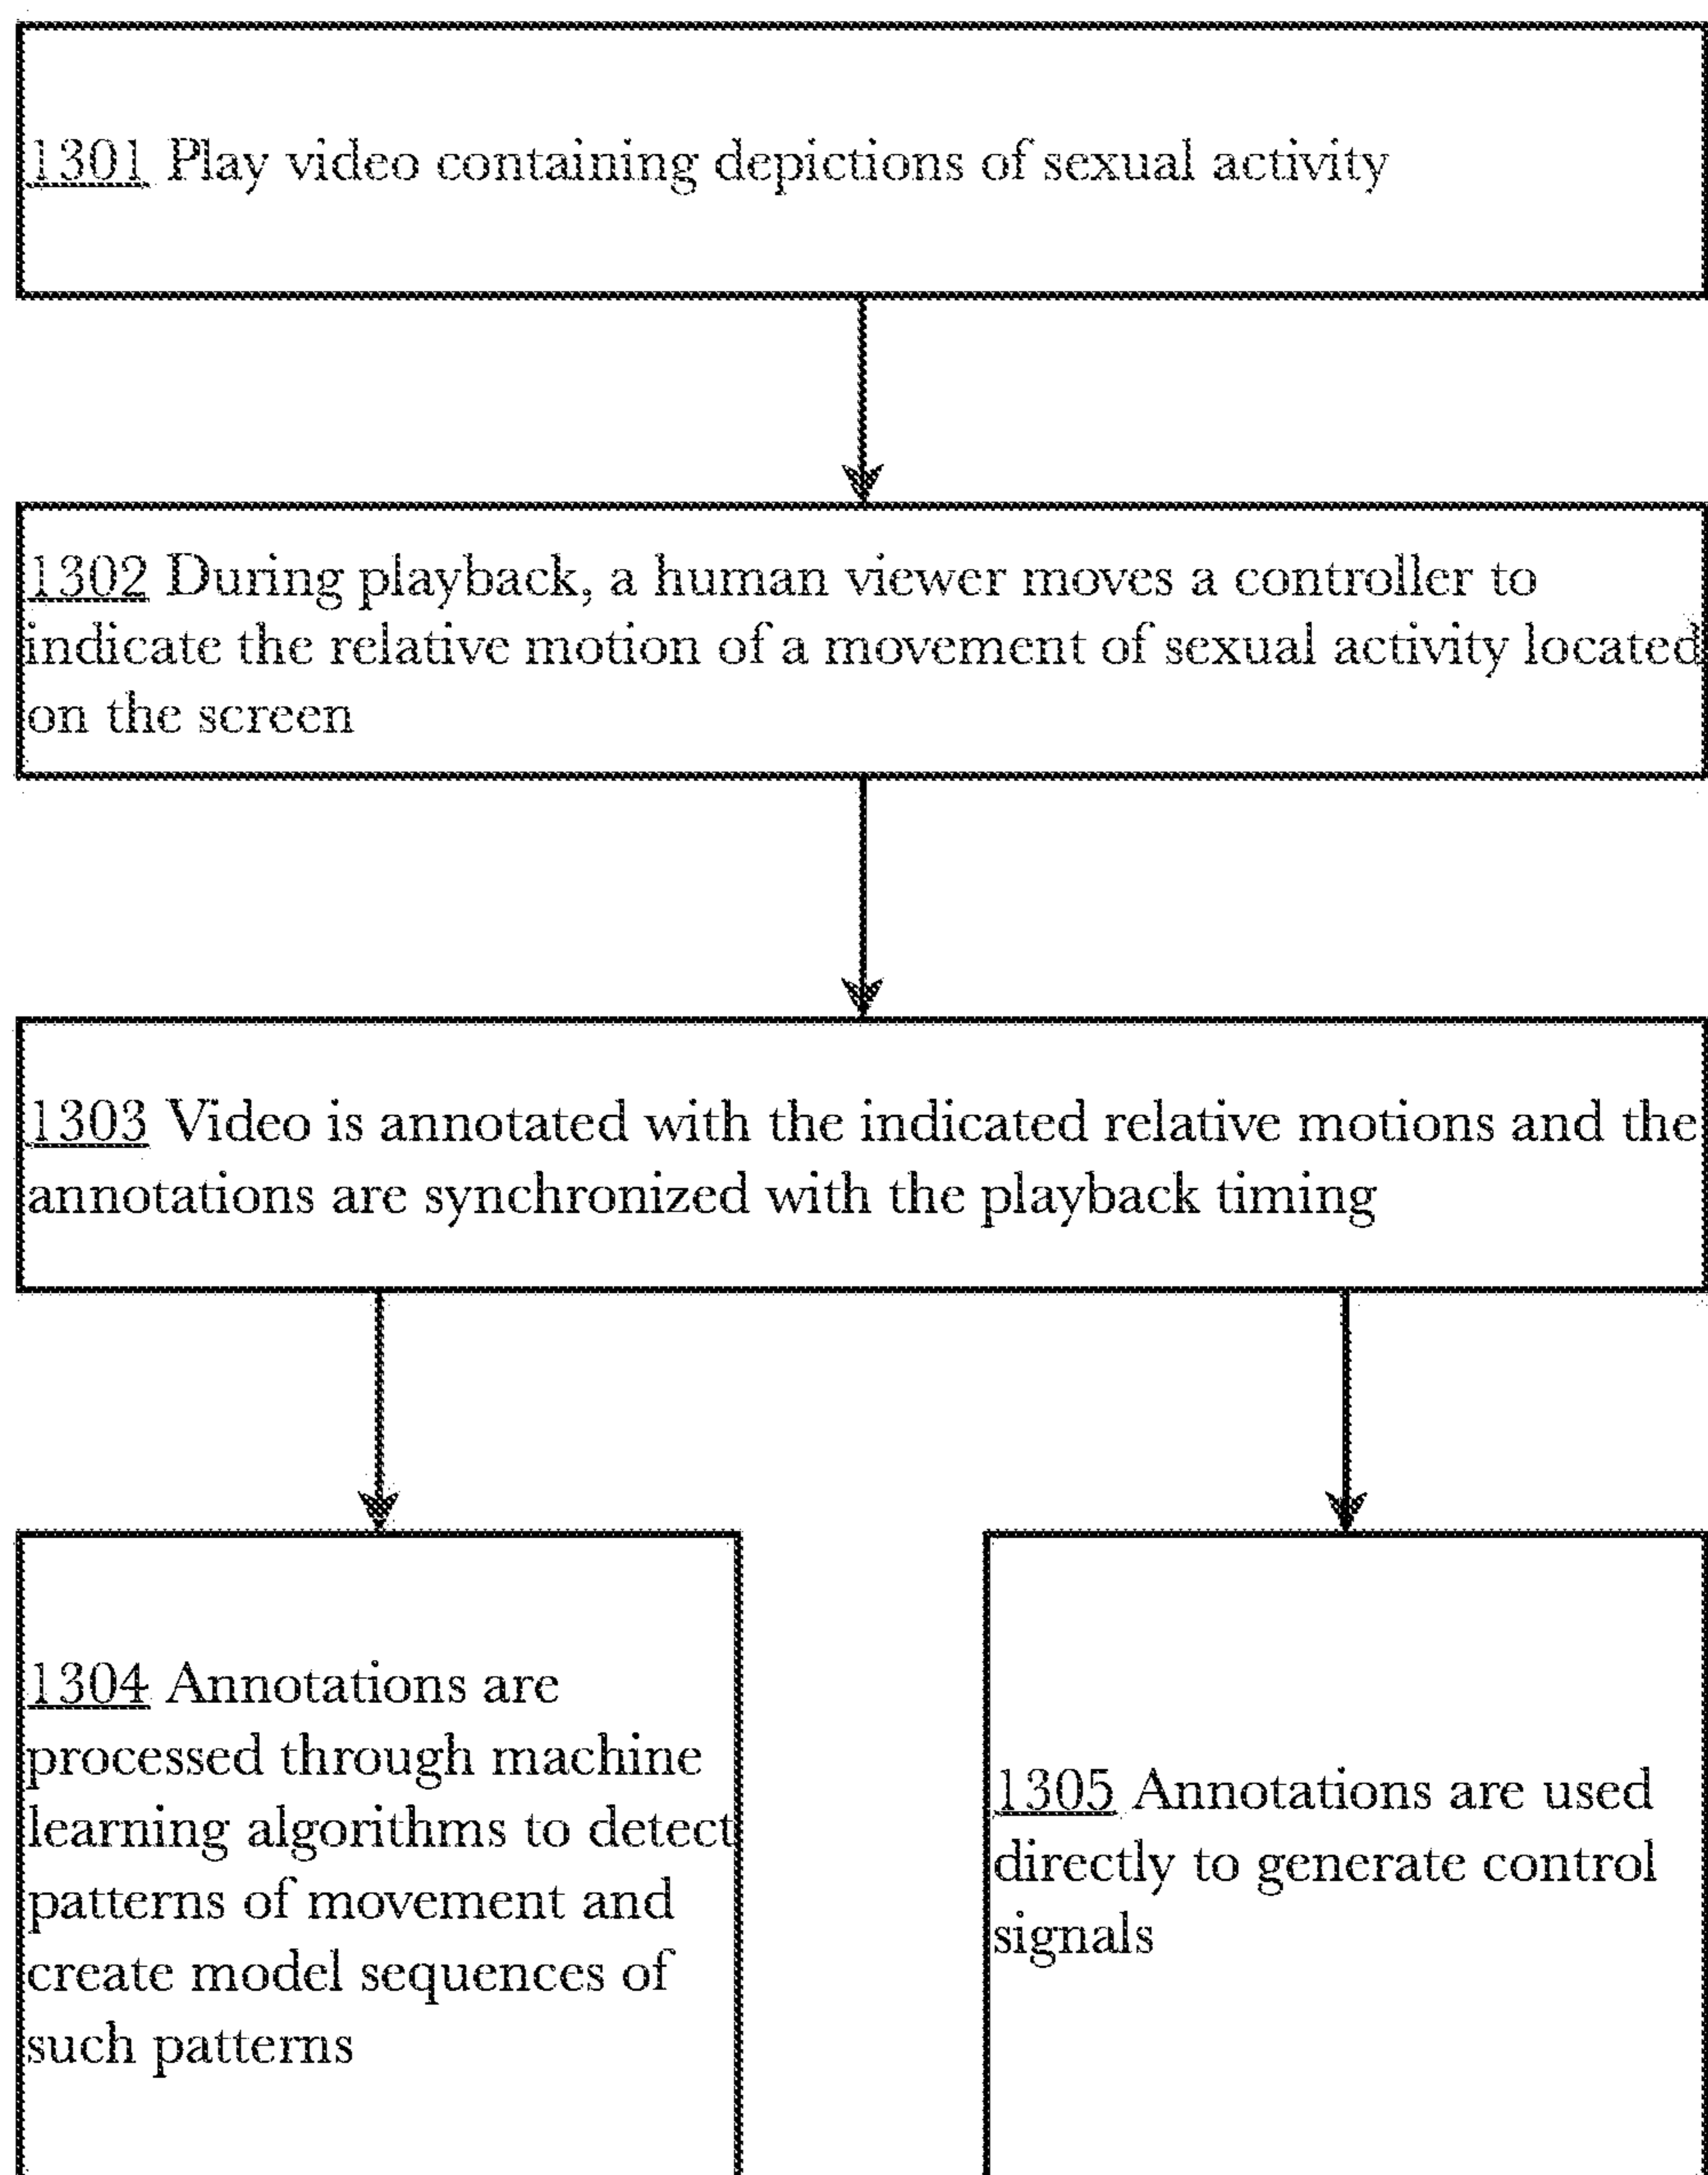 1301 Play video containing depictions of sexual activity
1302 During playback, a human viewer moves a controller to
indicate the relative motion of a movement of sexual activity located
on the screen
1303 Video is annotated with the indicated relative motions and the
annotations are synchronized with the playback timing
1304 Annotations are
processed through machine
learning algorithms to detect
patterns of movement and
create model sequences of
such patterns
1305 Annotations are used
directly to generate control
signals